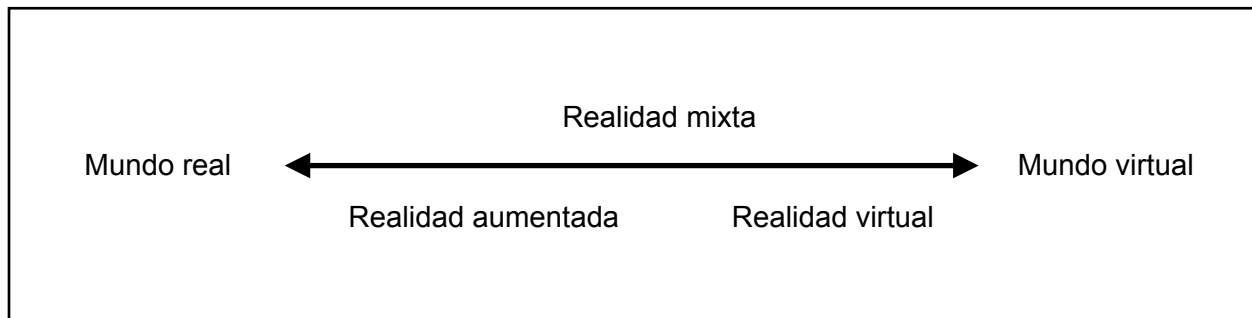 Realidad mixta
Mundo real
Mundo virtual
Realidad aumentada
Realidad virtual